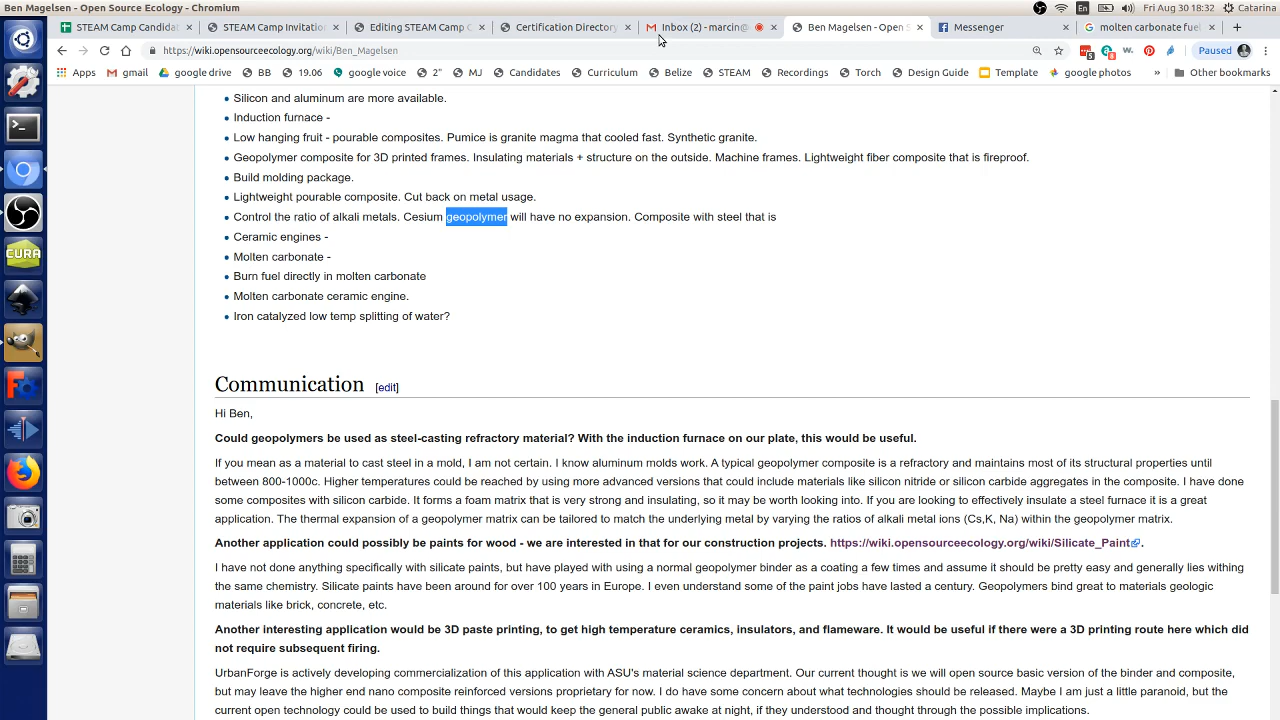 Ben Magelsen - Open Source Ecology - Chromium
En
Fri Aug 30 18:32
Catarina
STEAM Camp Candidat
STEAM Camp Invitation
Editing STEAM Camp C
Certification Directory
Inbox (7) - marcin@
Ben Magelsen - Open S
Messenger
molten carbonate fuel
https://wiki.opensourceecology.org/wiki/Ben_Magelsen
Paused
Apps
gmail
google drive
BB
19.06
google voice
2"
MJ
Candidates
Curriculum
Belize
STEAM
Recordings
Torch
Design Guide
Template
google photos
»
Other bookmarks
Silicon and aluminum are more available.
Induction furnace -
Low hanging fruit - pourable composites. Pumice is granite magma that cooled fast. Synthetic granite.
Geopolymer composite for 3D printed frames. Insulating materials + structure on the outside. Machine frames. Lightweight fiber composite that is fireproof.
Build molding package.
Lightweight pourable composite. Cut back on metal usage.
Control the ratio of alkali metals. Cesium geopolymer will have no expansion. Composite with steel that is
Ceramic engines -
Molten carbonate -
Burn fuel directly in molten carbonate
Molten carbonate ceramic engine.
Iron catalyzed low temp splitting of water?
Communication [edit]
Hi Ben,
Could geopolymers be used as steel-casting refractory material? With the induction furnace on our plate, this would be useful.
If you mean as a material to cast steel in a mold, I am not certain. I know aluminum molds work. A typical geopolymer composite is a refractory and maintains most of its structural properties until
between 800-1000c. Higher temperatures could be reached by using more advanced versions that could include materials like silicon nitride or silicon carbide aggregates in the composite. I have done
some composites with silicon carbide. It forms a foam matrix that is very strong and insulating, so it may be worth looking into. If you are looking to effectively insulate a steel furnace it is a great
application. The thermal expansion of a geopolymer matrix can be tailored to match the underlying metal by varying the ratios of alkali metal ions (Cs,K, Na) within the geopolymer matrix.
Another application could possibly be paints for wood - we are interested in that for our construction projects. https://wiki.opensourceecology.org/wiki/Silicate_Paint.
I have not done anything specifically with silicate paints, but have played with using a normal geopolymer binder as a coating a few times and assume it should be pretty easy and generally lies withing
the same chemistry. Silicate paints have been around for over 100 years in Europe. I even understand some of the paint jobs have lasted a century. Geopolymers bind great to materials geologic
materials like brick, concrete, etc.
Another interesting application would be 3D paste printing, to get high temperature ceramics, insulators, and flameware. It would be useful if there were a 3D printing route here which did
not require subsequent firing.
UrbanForge is actively developing commercialization of this application with ASU's material science department. Our current thought is we will open source basic version of the binder and composite,
but may leave the higher end nano composite reinforced versions proprietary for now. I do have some concern about what technologies should be released. Maybe I am just a little paranoid, but the
current open technology could be used to build things that would keep the general public awake at night, if they understood and thought through the possible implications.
CURA